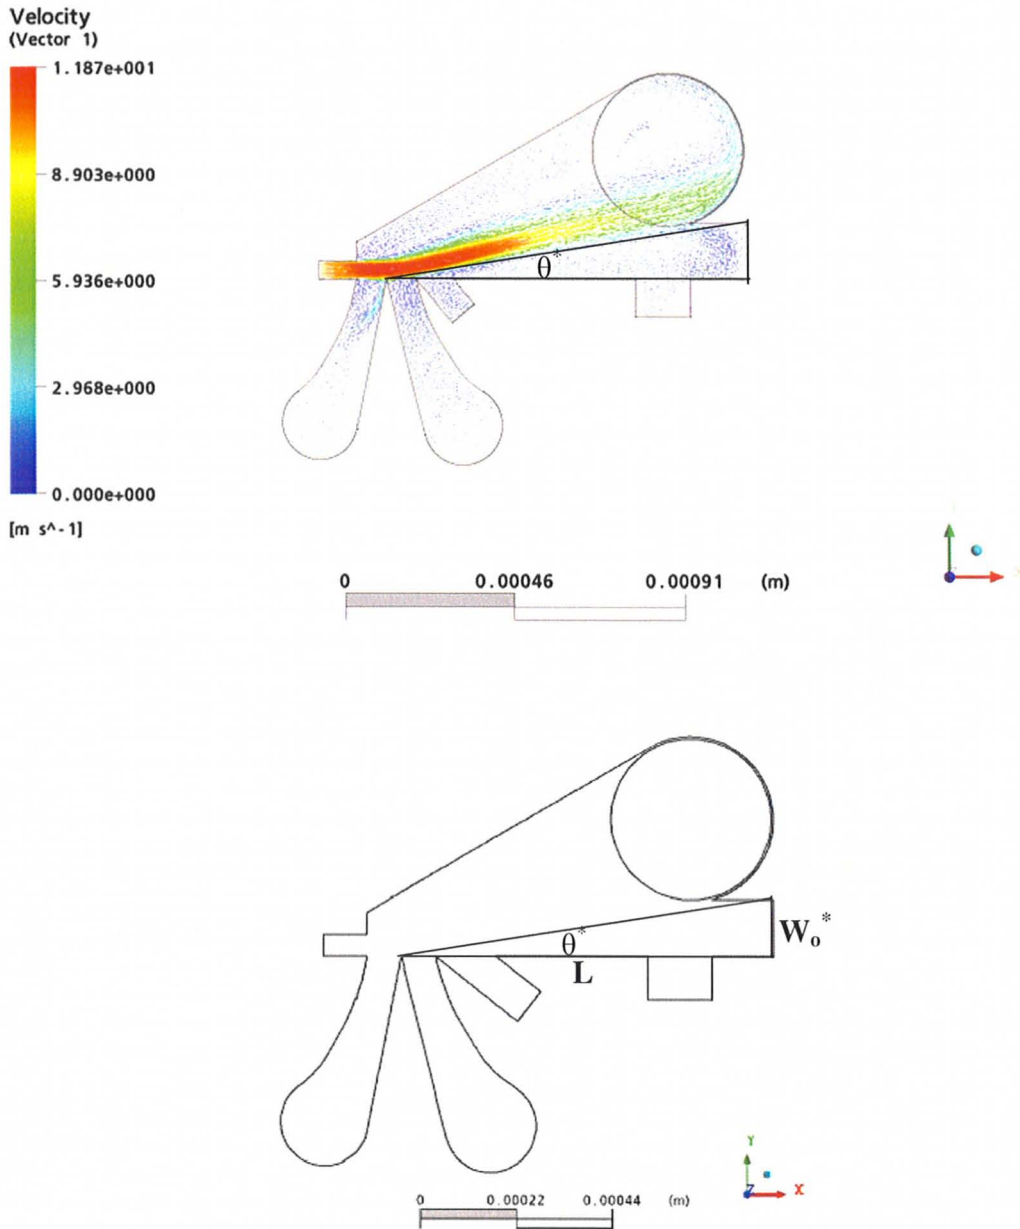 Velocity
(Vector 1)
1.187e+001
8.903e+000
5.936e+000
2.968e+000
0.000e+000
[m s^-1]
θ*
0 0.00046 0.00091 (m)
θ*
L
Wo*
Y
Z X
0 0.00022 0.00044 (m)